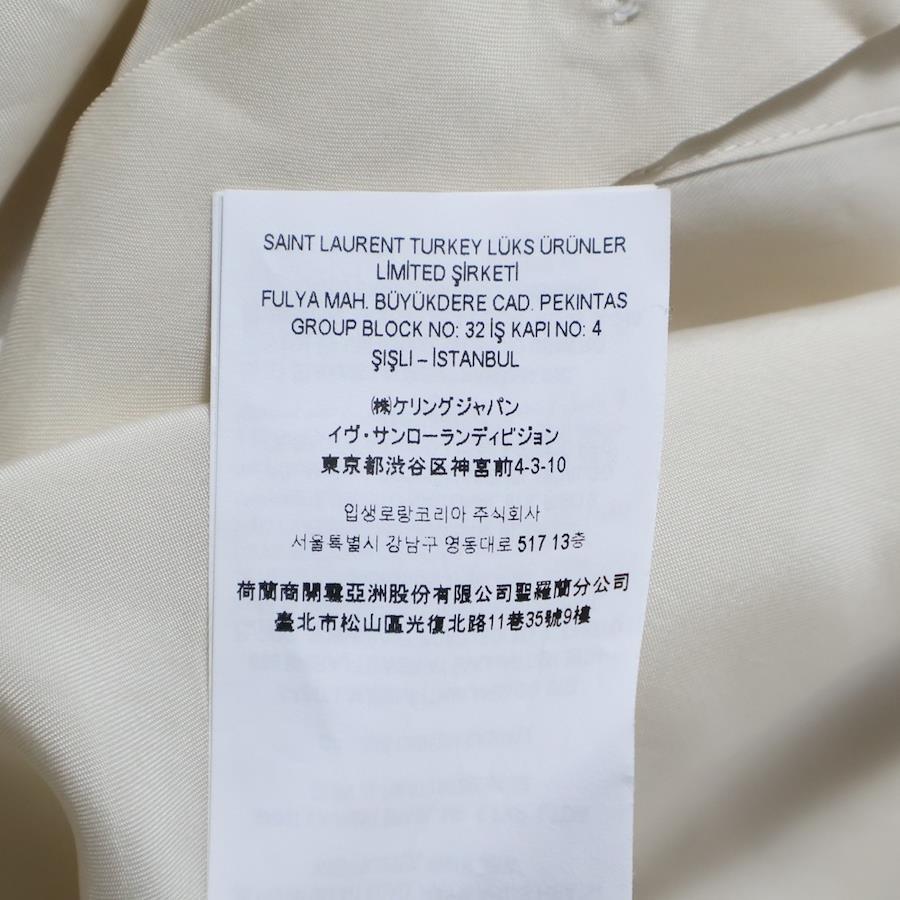 SAINT LAURENT TURKEY LÜKS ÜRÜNLER
LİMİTED ŞİRKETİ
FULYA MAH. BÜYÜKDERE CAD. PEKINTAS
GROUP BLOCK NO: 32 İŞ KAPI NO: 4
ŞIŞLI – İSTANBUL
㈱ケリングジャパン
イヴ・サンローランディビジョン
東京都渋谷区神宮前4-3-10
입생로랑코리아 주식회사
서울특별시 강남구 영동대로 517 13층
荷蘭商開雲亞洲股份有限公司聖羅蘭分公司
臺北市松山區光復北路11巷35號9樓